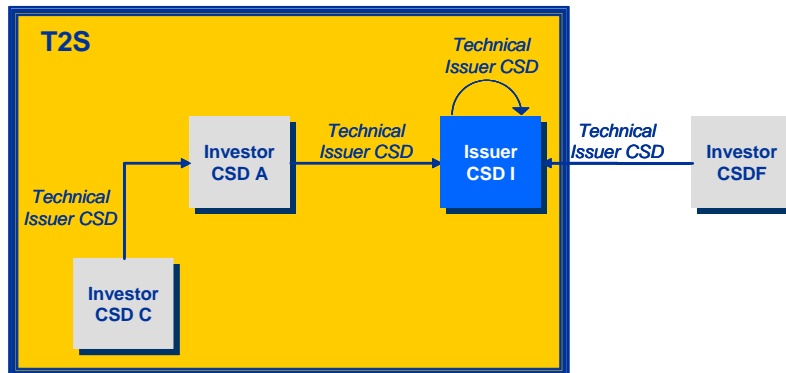 T2S
Technical
Issuer CSD
Technical
Issuer CSD
Technical
Issuer CSD
Investor
CSD A
Issuer
CSD I
Investor
CSDF
Technical
Issuer CSD
Investor
CSD C